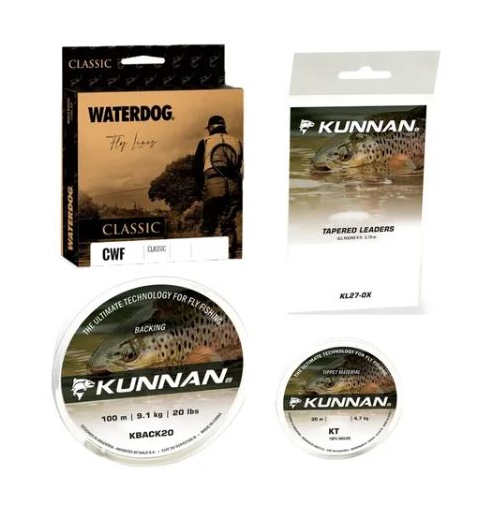 CLASSIC
WATERDOG
Fly Lines
WATERDOG
CLASSIC
CWF
CLASSIC
KUNNAN
TAPERED LEADERS
KL27-0X
THE ULTIMATE TECHNOLOGY FOR FLY FISHING
BACKING
KUNNAN
100 m | 9.1 kg | 20 lbs
KBACK20
THE ULTIMATE TECHNOLOGY FOR FLY FISHING
TIPPET MATERIAL
KUNNAN
KT